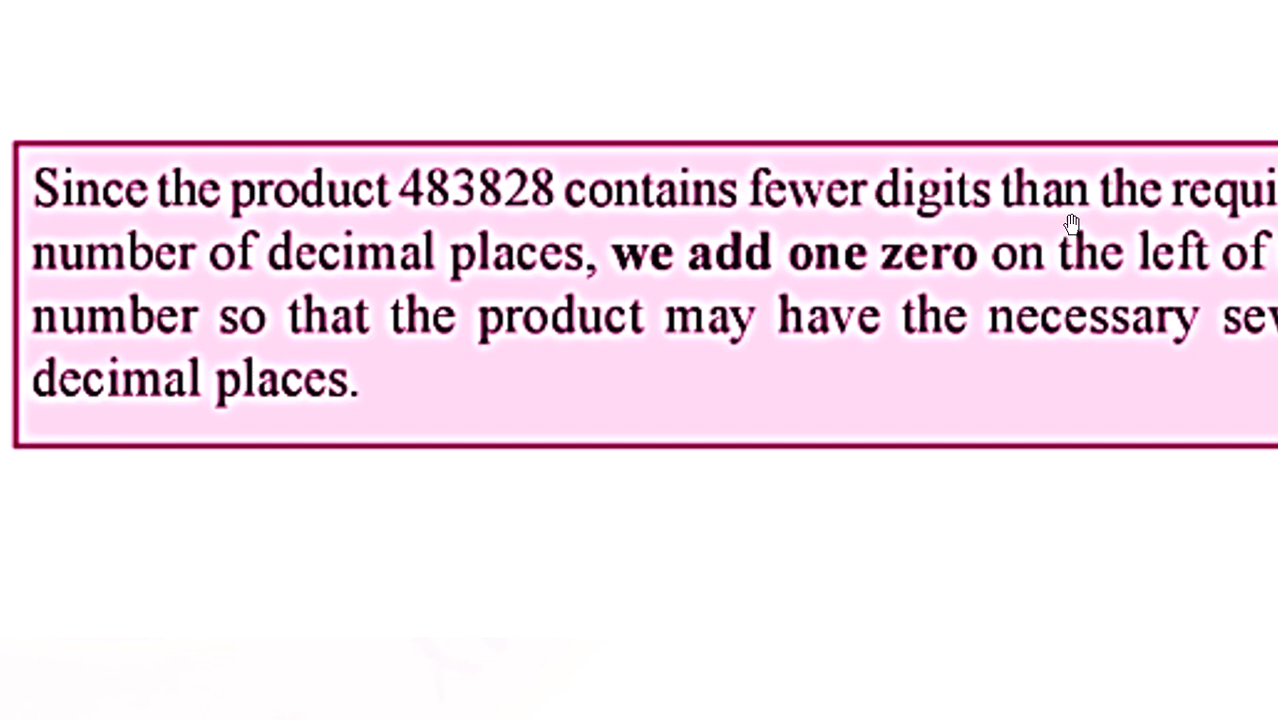 Since the product 483828 contains fewer digits than the requi
number of decimal places, we add one zero on the left of
number so that the product may have the necessary sev
decimal places.